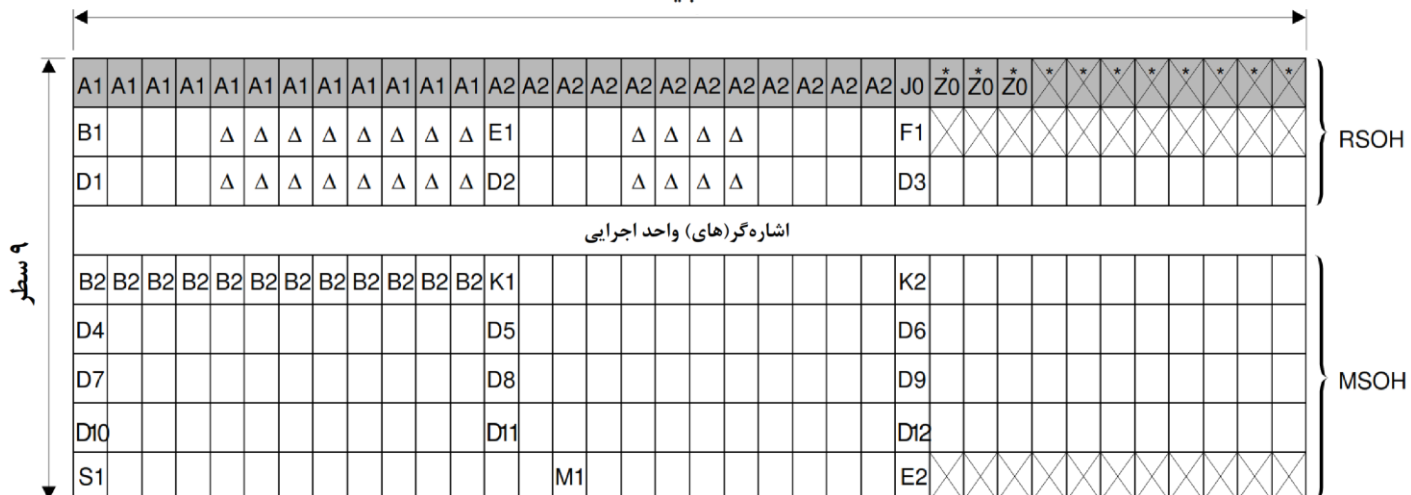 A1 A1 A1 A1 A1 A1 A1 A1 A1 A1 A1 A1 A2 A2 A2 A2 A2 A2 A2 A2 A2 A2 A2 A2 J0 Z0* Z0* Z0* * * * * * * * *
B1 Δ Δ Δ Δ Δ Δ Δ Δ E1 Δ Δ Δ Δ F1
RSOH
D1 Δ Δ Δ Δ Δ Δ Δ Δ D2 Δ Δ Δ Δ D3
اشاره‌گر(های) واحد اجرایی
۹ سطر
B2 B2 B2 B2 B2 B2 B2 B2 B2 B2 B2 B2 K1 K2
D4 D5 D6
D7 D8 D9
MSOH
D10 D11 D12
S1 M1 E2